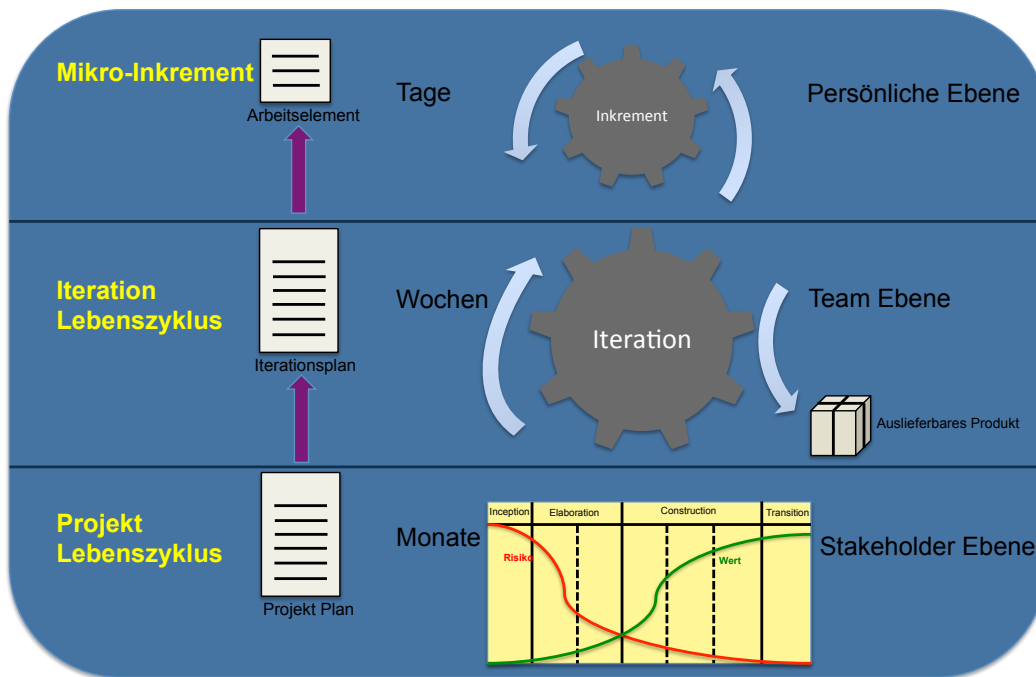 Mikro-Inkrement
Arbeitselement
Tage
Inkrement
Persönliche Ebene
Iteration
Lebenszyklus
Iterationsplan
Wochen
Iteration
Team Ebene
Auslieferbares Produkt
Projekt
Lebenszyklus
Projekt Plan
Monate
Inception
Elaboration
Construction
Transition
Risiko
Wert
Stakeholder Ebene